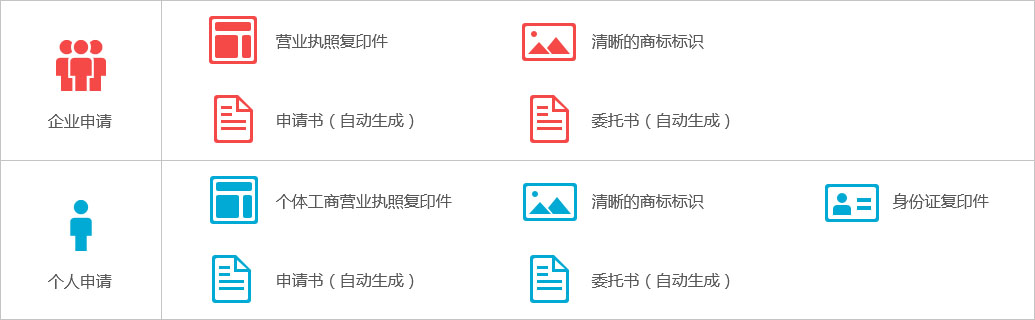 企业申请
营业执照复印件
清晰的商标标识
申请书（自动生成）
委托书（自动生成）
个人申请
个体工商营业执照复印件
清晰的商标标识
身份证复印件
申请书（自动生成）
委托书（自动生成）